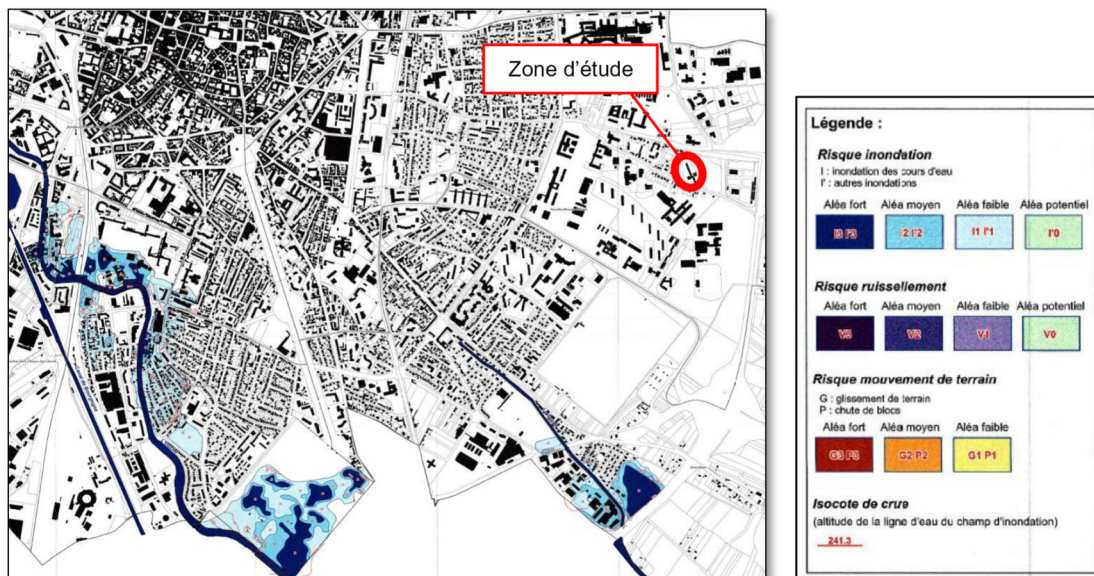 Zone d'étude
Légende :
Risque inondation
I : inondation des cours d'eau
I' : autres inondations
Aléa fort Aléa moyen Aléa faible Aléa potentiel
I3 I'3 I2 I'2 I1 I'1 I'0
Risque ruissellement
Aléa fort Aléa moyen Aléa faible Aléa potentiel
V3 V2 V1 V0
Risque mouvement de terrain
G : glissement de terrain
P : chute de blocs
Aléa fort Aléa moyen Aléa faible
G3 P3 G2 P2 G1 P1
Isocote de crue
(altitude de la ligne d'eau du champ d'inondation)
241.3